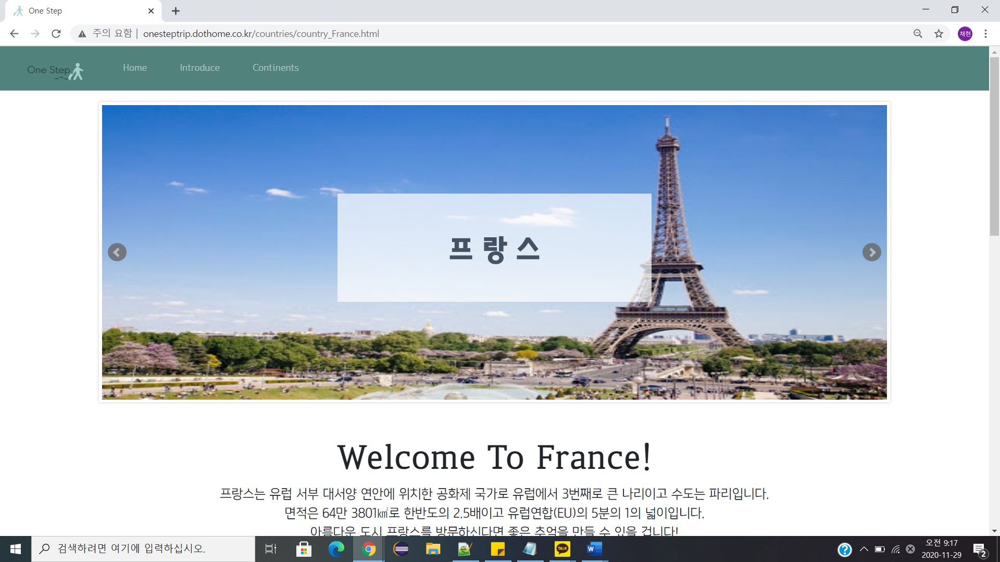 One Step
주의 요함 | onesteptrip.dothome.co.kr/countries/country_France.html
채현
One Step
Home Introduce Continents
프랑스
Welcome To France!
프랑스는 유럽 서부 대서양 연안에 위치한 공화제 국가로 유럽에서 3번째로 큰 나리이고 수도는 파리입니다.
면적은 64만 3801㎢로 한반도의 2.5배이고 유럽연합(EU)의 5분의 1의 넓이입니다.
아름다운 도시 프랑스를 방문하신다면 좋은 추억을 만들 수 있을 겁니다!
검색하려면 여기에 입력하십시오.
TALK
W
오전 9:17
2020-11-29
2